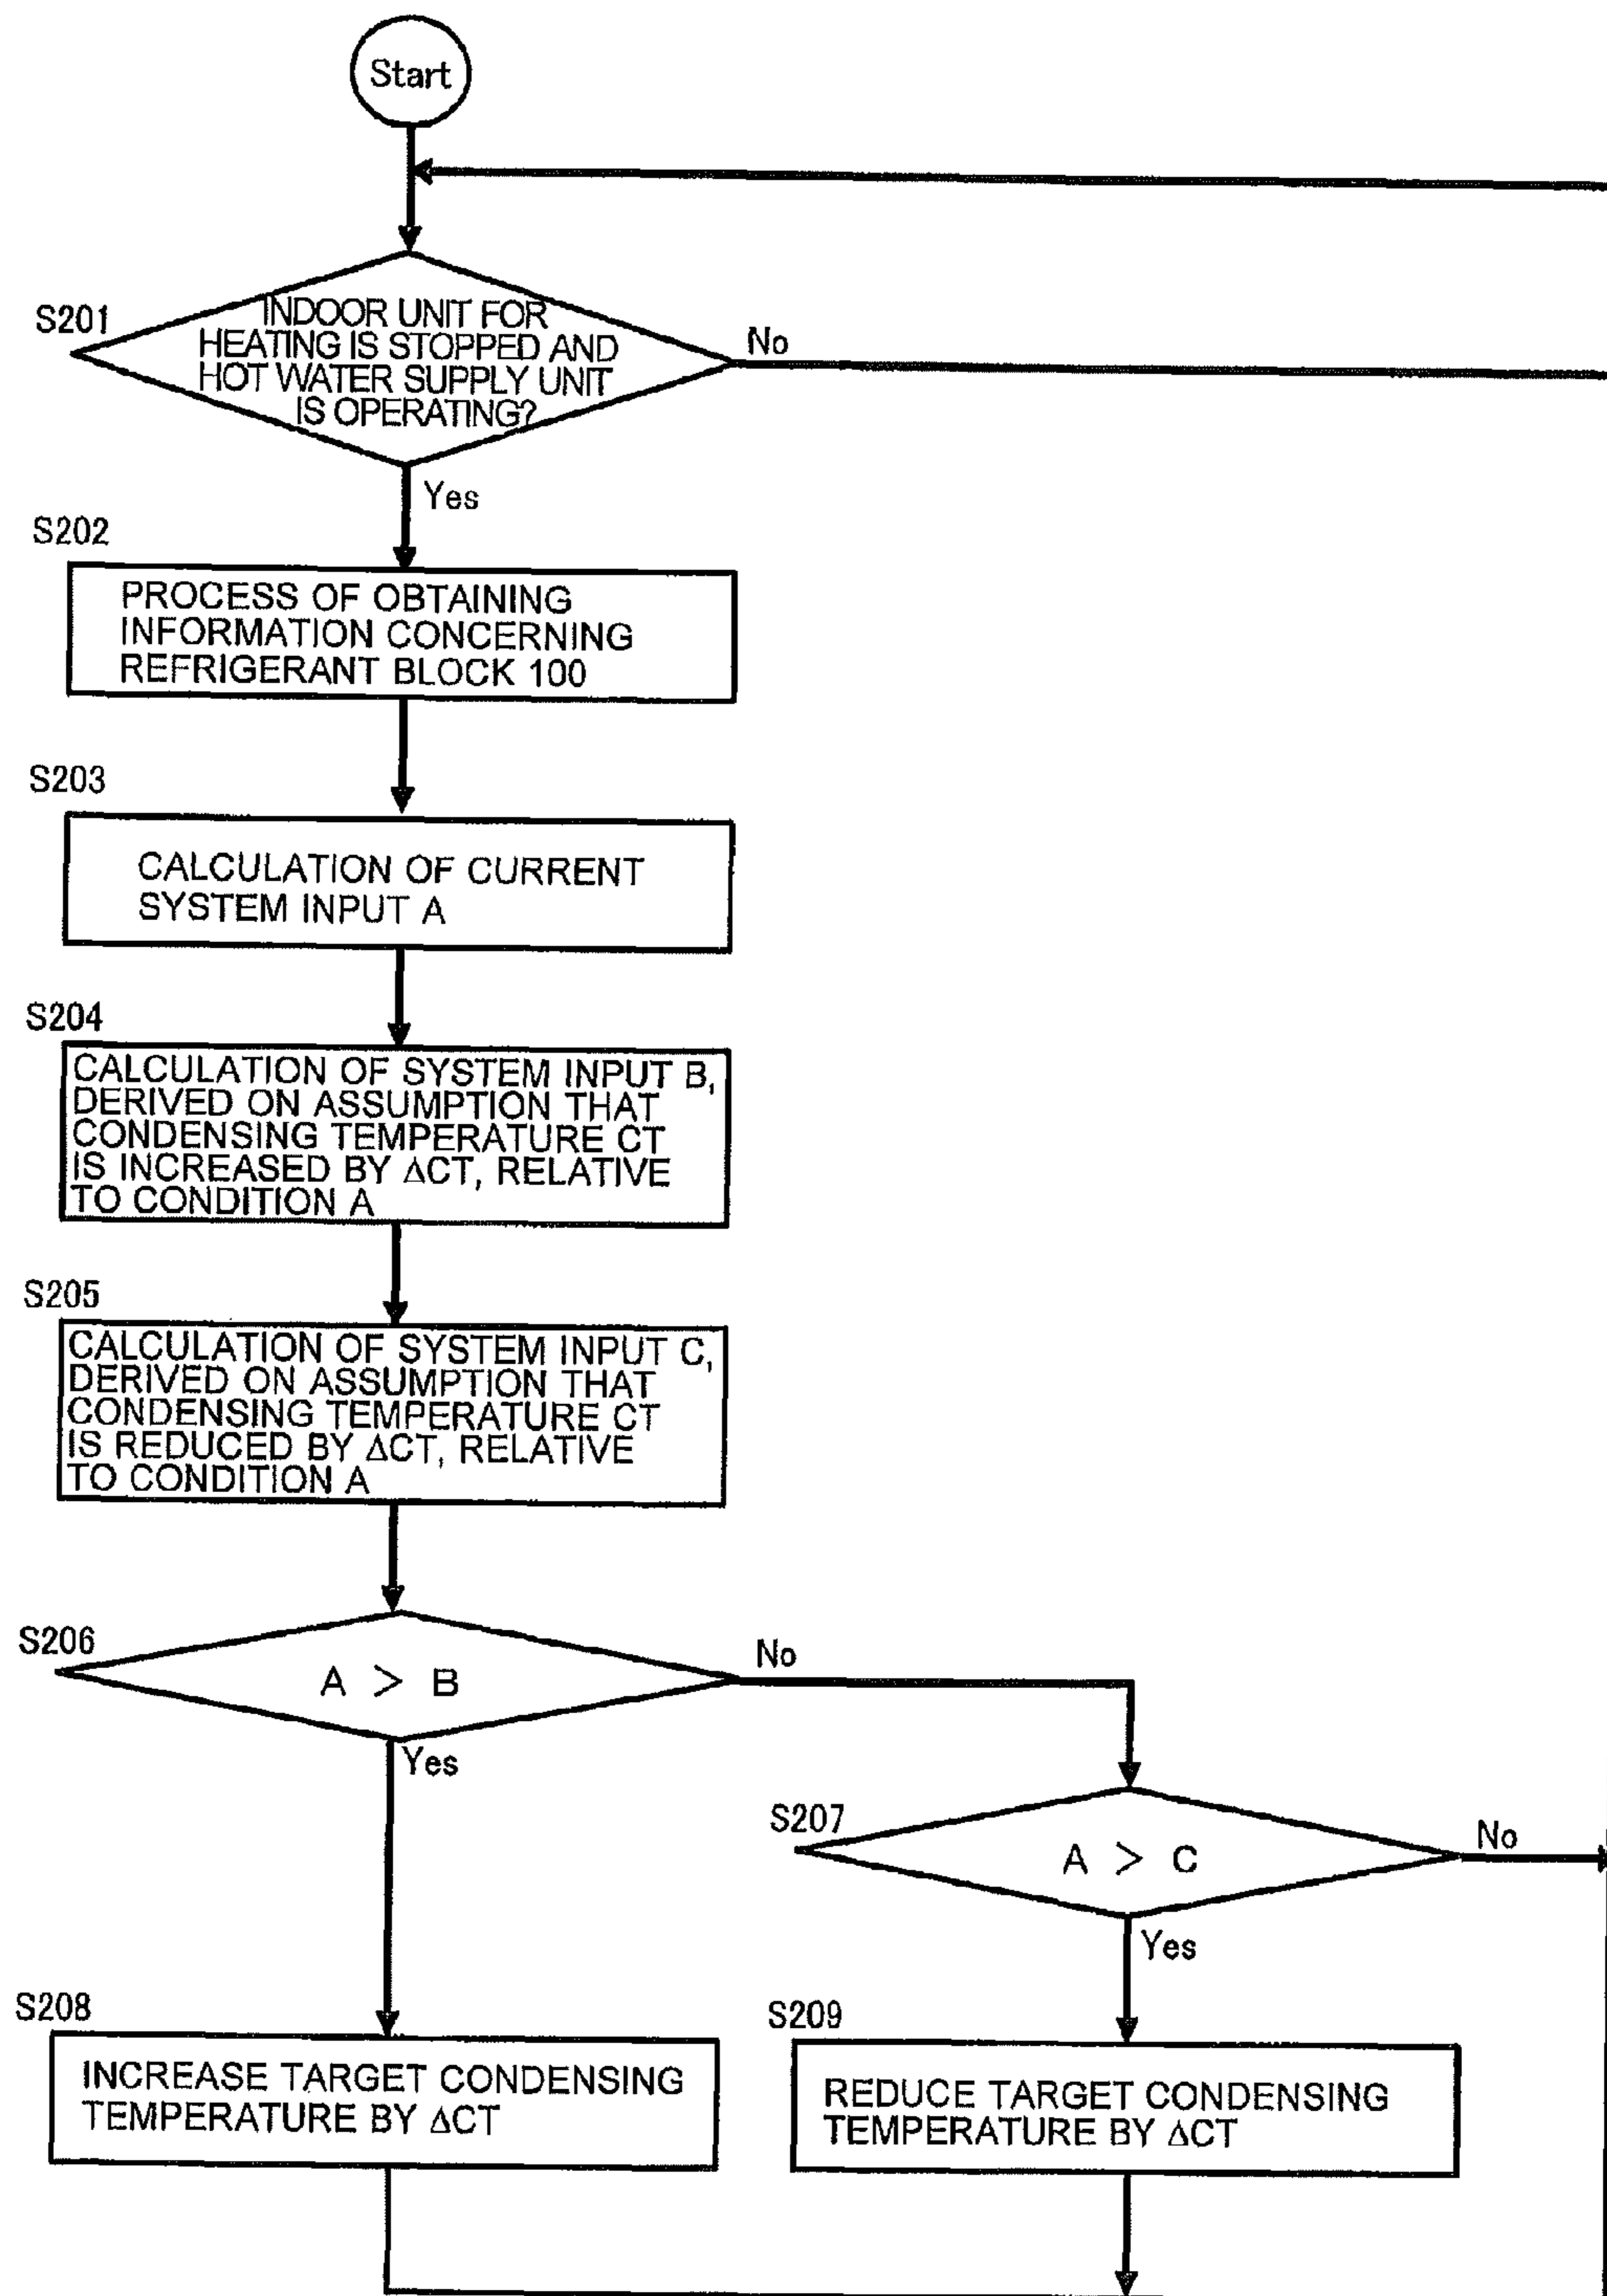 Start
S201
INDOOR UNIT FOR
HEATING IS STOPPED AND
HOT WATER SUPPLY UNIT
IS OPERATING?
No
Yes
S202
PROCESS OF OBTAINING
INFORMATION CONCERNING
REFRIGERANT BLOCK 100
S203
CALCULATION OF CURRENT
SYSTEM INPUT A
S204
CALCULATION OF SYSTEM INPUT B,
DERIVED ON ASSUMPTION THAT
CONDENSING TEMPERATURE CT
IS INCREASED BY ΔCT, RELATIVE
TO CONDITION A
S205
CALCULATION OF SYSTEM INPUT C,
DERIVED ON ASSUMPTION THAT
CONDENSING TEMPERATURE CT
IS REDUCED BY ΔCT, RELATIVE
TO CONDITION A
S206
A > B
No
Yes
S207
A > C
No
Yes
S208
INCREASE TARGET CONDENSING
TEMPERATURE BY ΔCT
S209
REDUCE TARGET CONDENSING
TEMPERATURE BY ΔCT